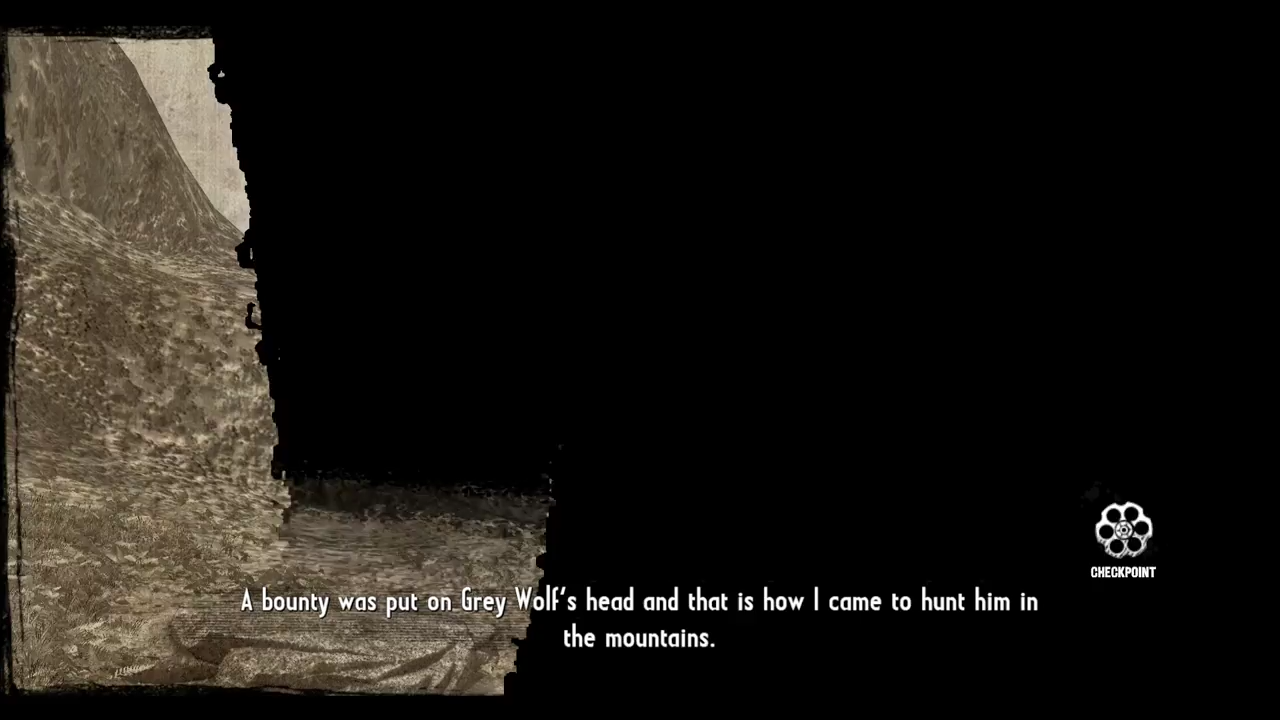 CHECKPOINT
A bounty was put on Grey Wolf's head and that is how I came to hunt him in
the mountains.